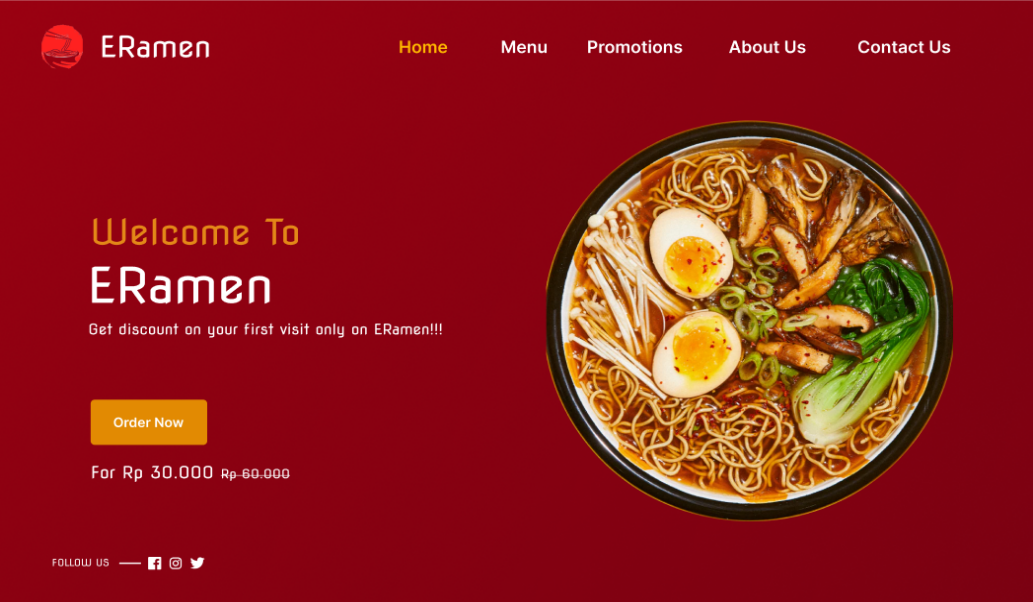 ERamen
Home Menu Promotions About Us Contact Us
Welcome To
ERamen
Get discount on your first visit only on ERamen!!!
Order Now
For Rp 30.000 Rp 60.000
FOLLOW US